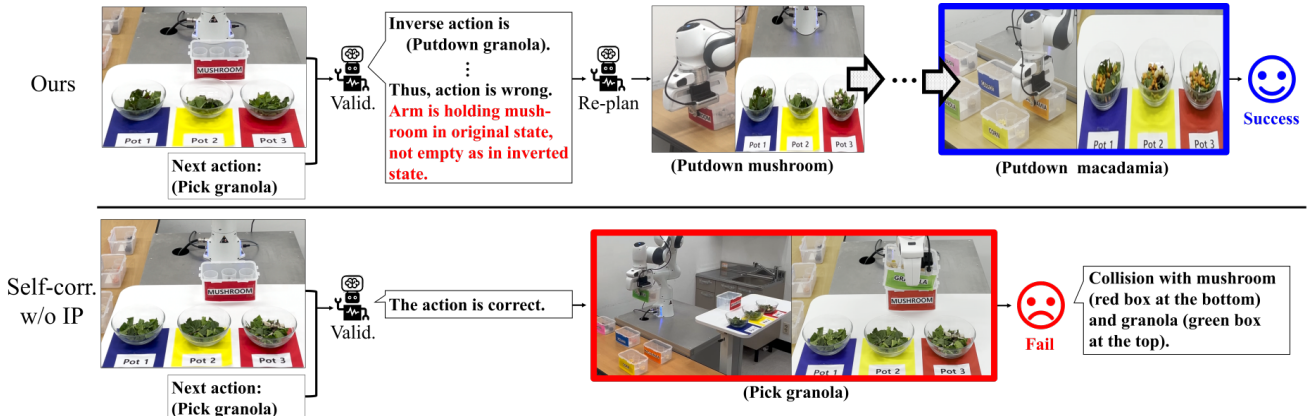 Ours
MUSHROOM
Pot 1
Pot 2
Pot 3
Next action:
(Pick granola)
Valid.
Inverse action is
(Putdown granola).
⋮
Thus, action is wrong.
Arm is holding mush-
room in original state,
not empty as in inverted
state.
Re-plan
Pot 1
Pot 2
Pot 3
(Putdown mushroom)
...
CORN
Pot 1
Pot 2
Pot 3
(Putdown macadamia)
Success
Self-corr.
w/o IP
MUSHROOM
Pot 1
Pot 2
Pot 3
Next action:
(Pick granola)
Valid.
The action is correct.
MUSHROOM
Pot 1
Pot 2
Pot 3
(Pick granola)
Fail
Collision with mushroom
(red box at the bottom)
and granola (green box
at the top).